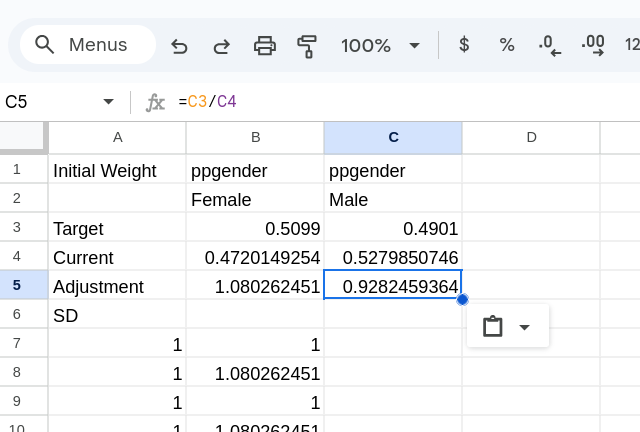 Menus 100% $ % .0 .00 12
C5 fx =C3/C4
A B C D
1 Initial Weight ppgender ppgender
2 Female Male
3 Target 0.5099 0.4901
4 Current 0.4720149254 0.5279850746
5 Adjustment 1.080262451 0.9282459364
6 SD
7 1 1
8 1 1.080262451
9 1 1
10 1 1.080262451